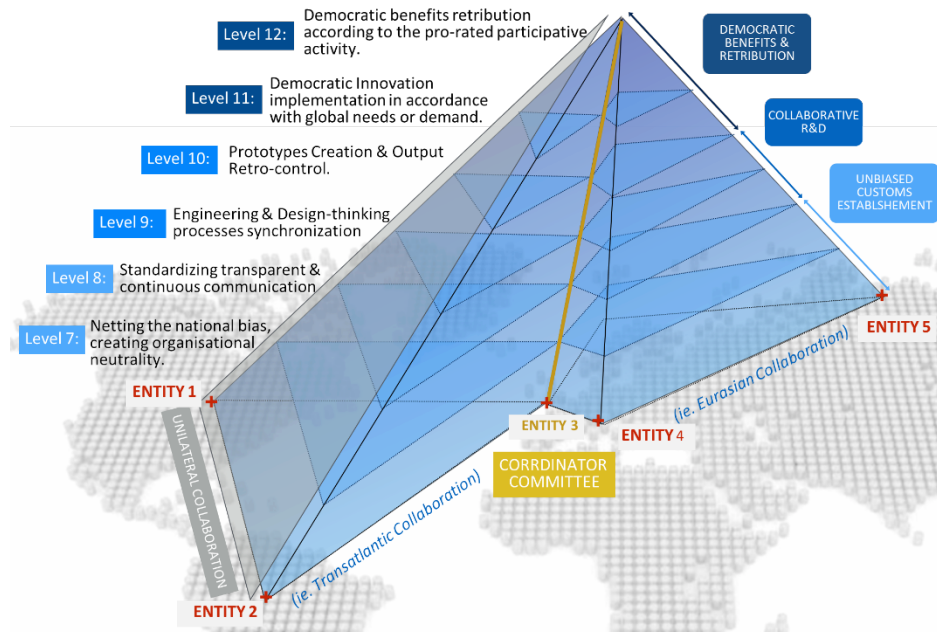 Level 12:
Democratic benefits retribution
according to the pro-rated participative
activity.
DEMOCRATIC
BENEFITS &
RETRIBUTION
Level 11:
Democratic Innovation
implementation in accordance
with global needs or demand.
COLLABORATIVE
R&D
Level 10:
Prototypes Creation & Output
Retro-control.
UNBIASED
CUSTOMS
ESTABLSHEMENT
Level 9:
Engineering & Design-thinking
processes synchronization
Level 8:
Standardizing transparent &
continuous communication
Level 7:
Netting the national bias,
creating organisational
neutrality.
ENTITY 5
ENTITY 1
(ie. Eurasian Collaboration)
ENTITY 3
ENTITY 4
CORRDINATOR
COMMITTEE
UNILATERAL COLLABORATION
(ie. Transatlantic Collaboration)
ENTITY 2